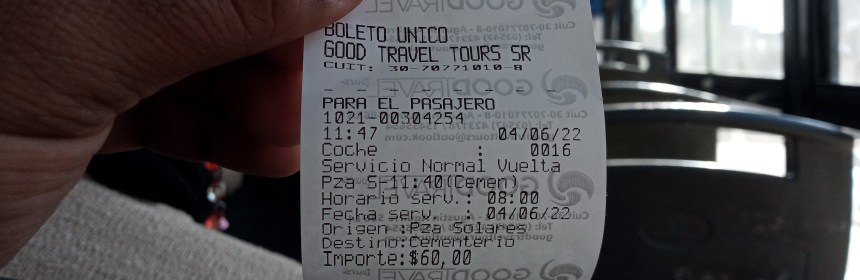 BOLETO UNICO
GOOD TRAVEL TOURS SR
CUIT: 30-70771010-8
PARA EL PASAJERO
1021-00304254
11:47 04/06/22
Coche : 0016
Servicio Normal Vuelta
Pza S-11:40(Cemen)
Horario serv.: 08:00
Fecha serv. : 04/06/22
Origen :Pza Solares
Destino:Cementerio
Importe:$60,00